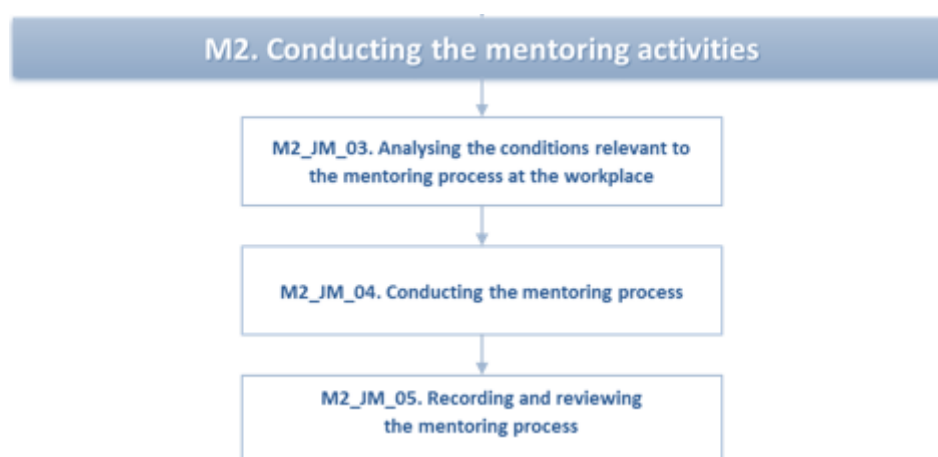 M2. Conducting the mentoring activities
M2_JM_03. Analysing the conditions relevant to
the mentoring process at the workplace
M2_JM_04. Conducting the mentoring process
M2_JM_05. Recording and reviewing
the mentoring process